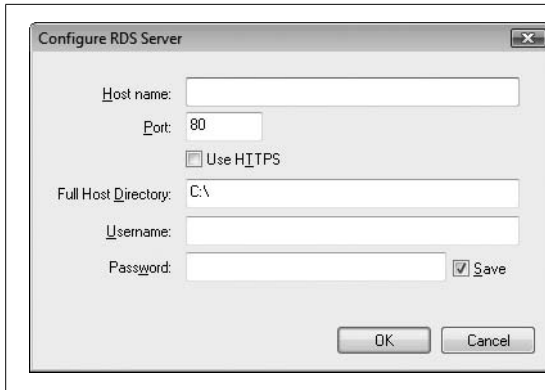 Configure RDS Server
Host name:
Port: 80
Use HTTPS
Full Host Directory: C:\
Username:
Password: Save
OK Cancel